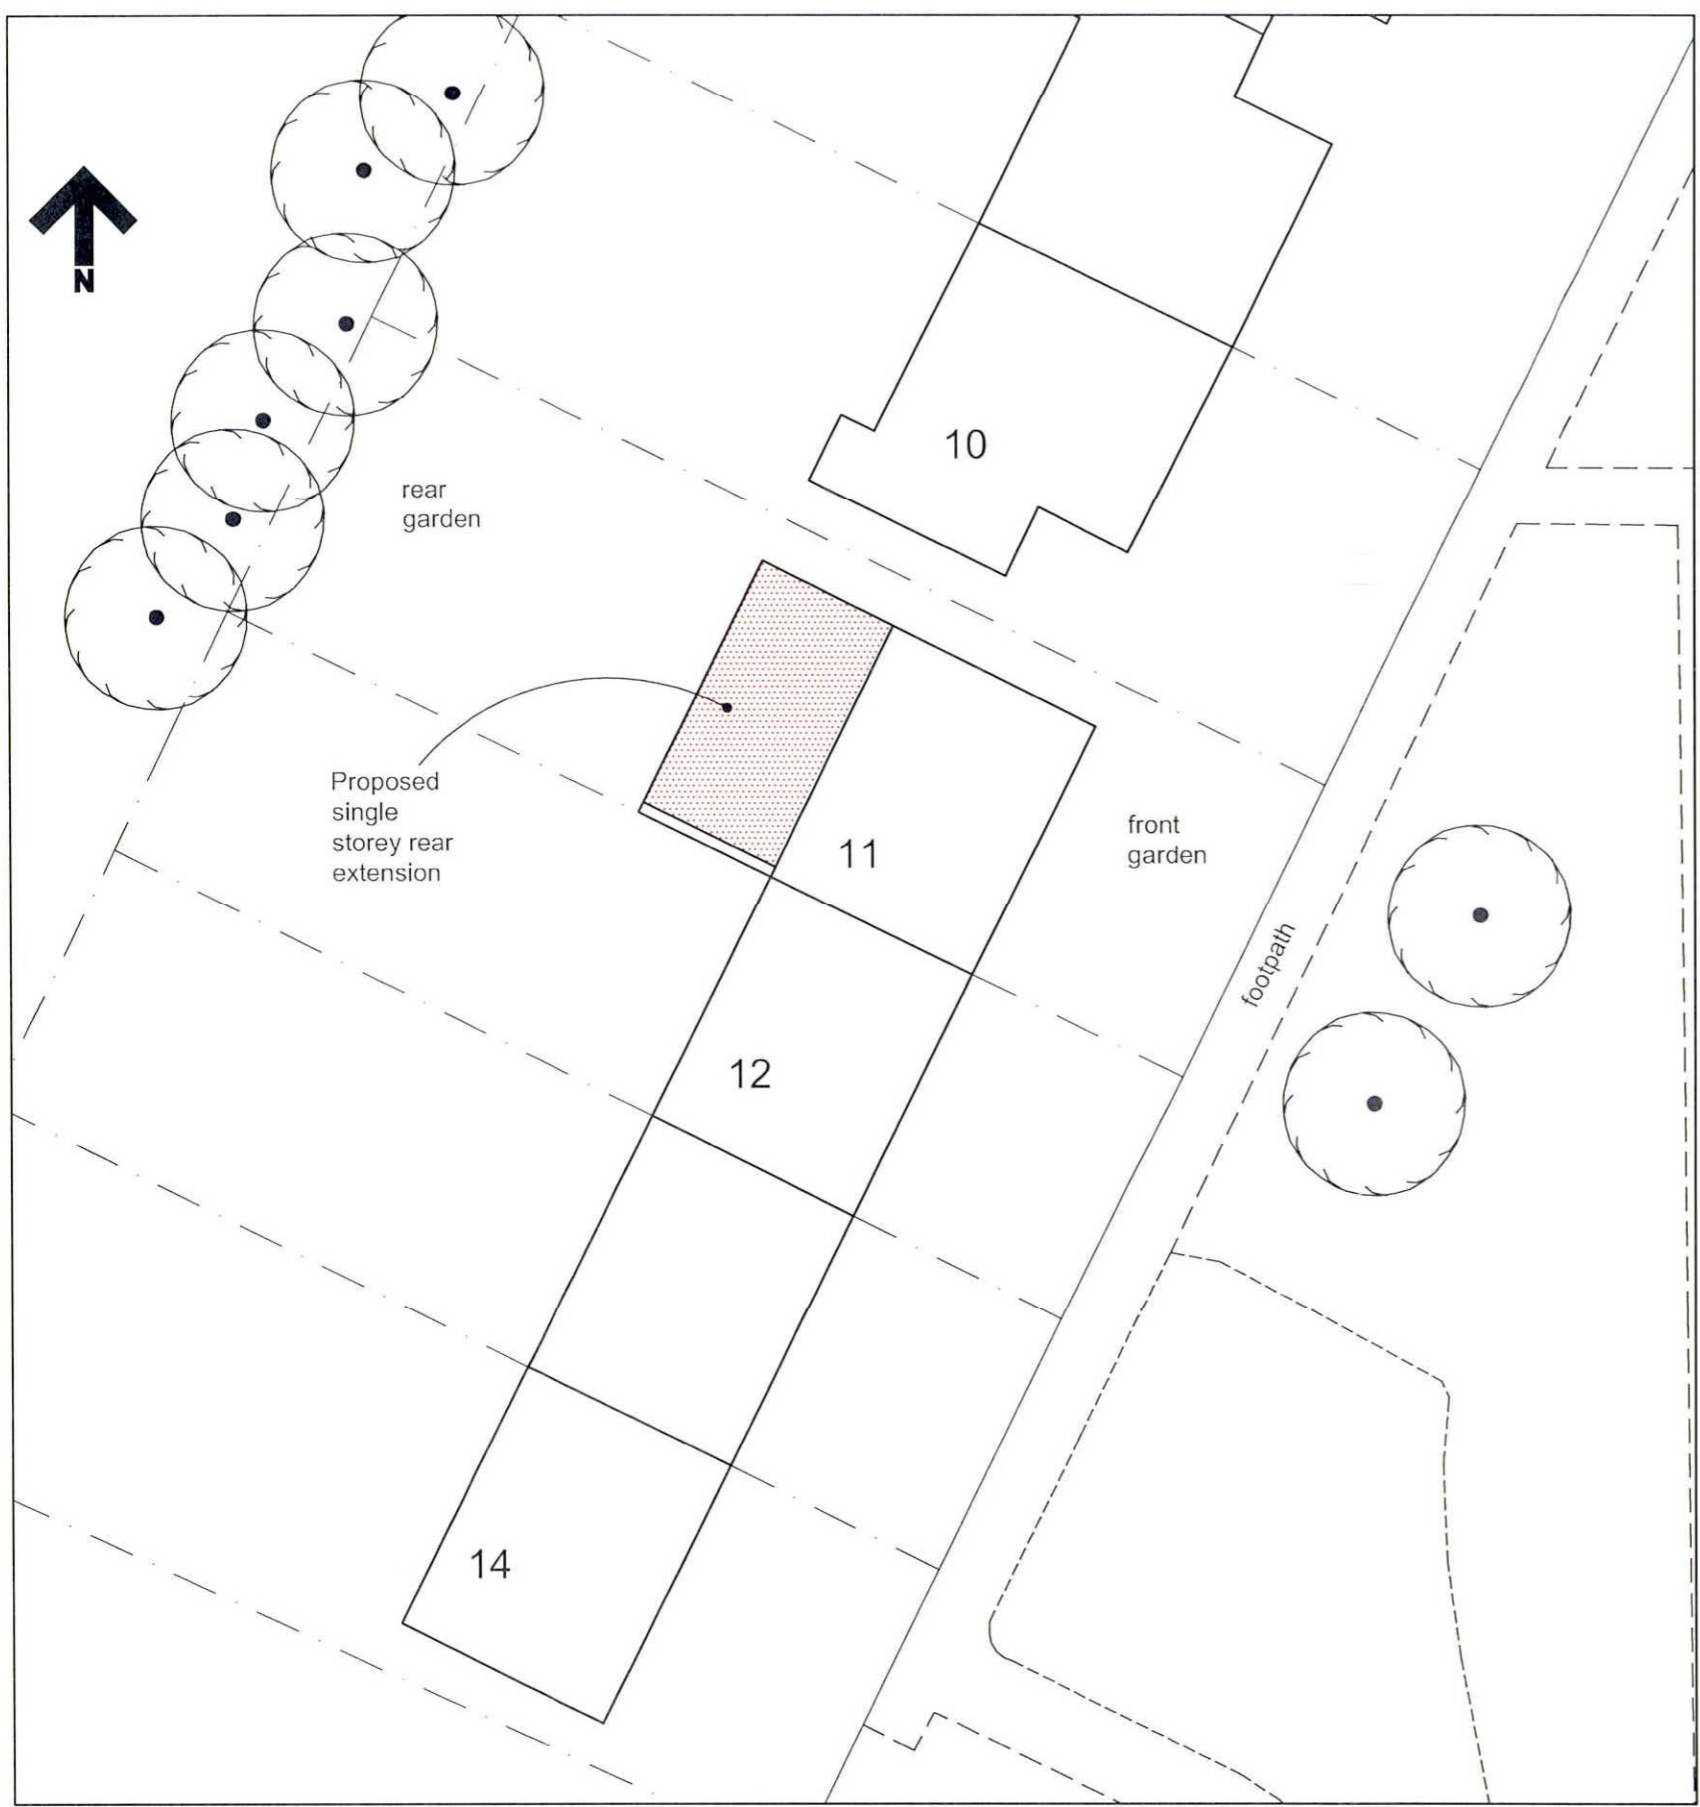 N
10
rear
garden
Proposed
single
storey rear
extension
11
front
garden
footpath
12
14